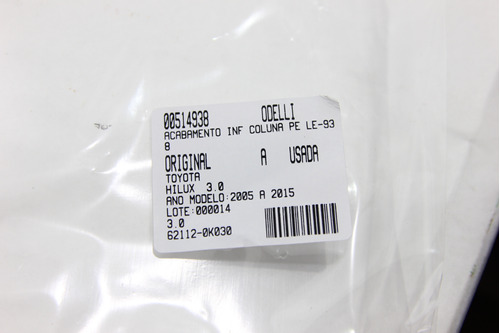 00514938 ODELLI
ACABAMENTO INF COLUNA PE LE-93
8
ORIGINAL A USADA
TOYOTA
HILUX 3.0
ANO MODELO:2005 A 2015
LOTE:000014
3.0
62112-0K030